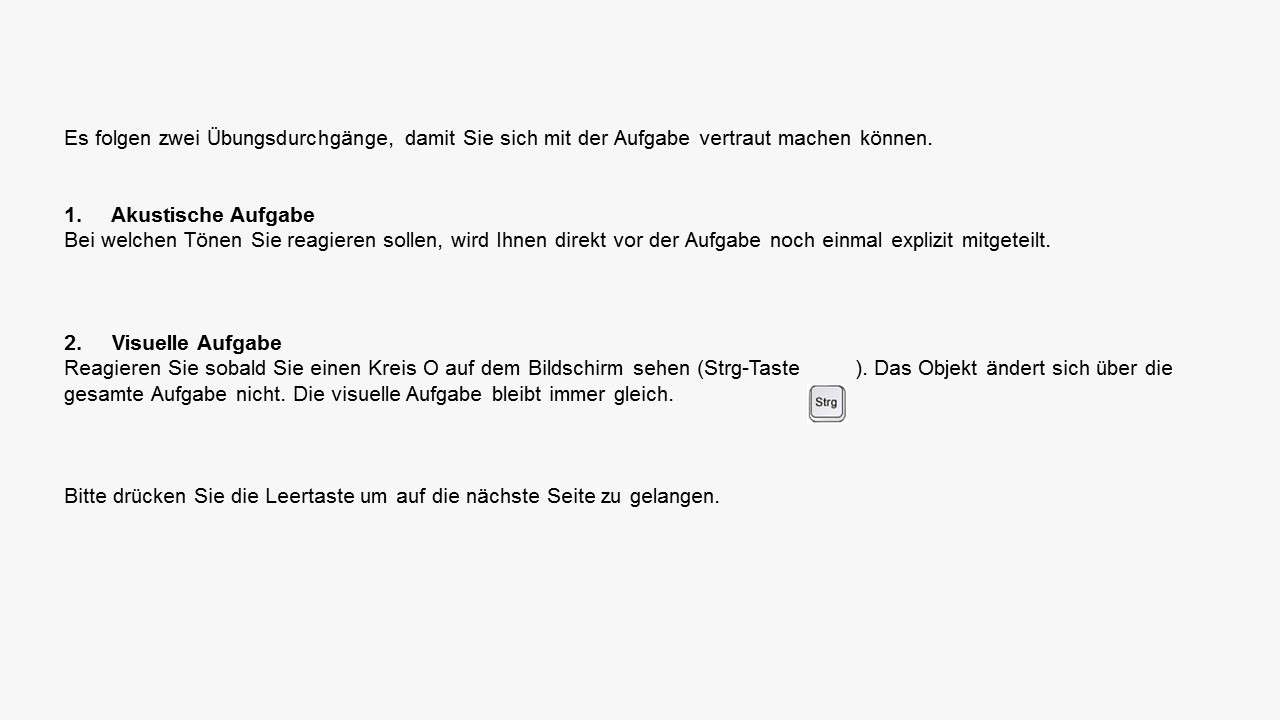 Es folgen zwei Übungsdurchgänge, damit Sie sich mit der Aufgabe vertraut machen können.
1. Akustische Aufgabe
Bei welchen Tönen Sie reagieren sollen, wird Ihnen direkt vor der Aufgabe noch einmal explizit mitgeteilt.
2. Visuelle Aufgabe
Reagieren Sie sobald Sie einen Kreis O auf dem Bildschirm sehen (Strg-Taste ). Das Objekt ändert sich über die
gesamte Aufgabe nicht. Die visuelle Aufgabe bleibt immer gleich.
Strg
Bitte drücken Sie die Leertaste um auf die nächste Seite zu gelangen.